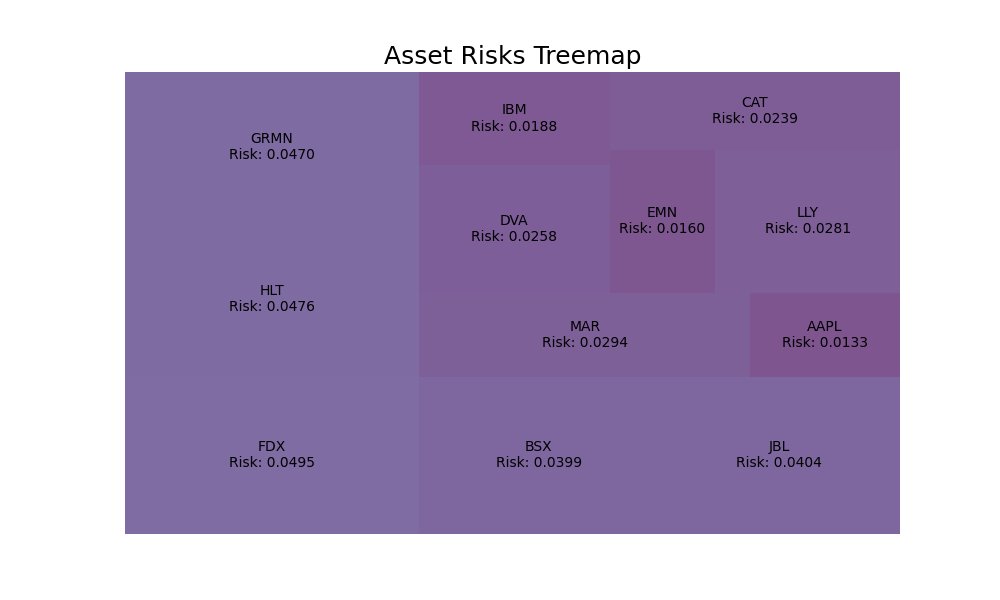 Asset Risks Treemap
GRMN
Risk: 0.0470
IBM
Risk: 0.0188
CAT
Risk: 0.0239
DVA
Risk: 0.0258
EMN
Risk: 0.0160
LLY
Risk: 0.0281
HLT
Risk: 0.0476
MAR
Risk: 0.0294
AAPL
Risk: 0.0133
FDX
Risk: 0.0495
BSX
Risk: 0.0399
JBL
Risk: 0.0404